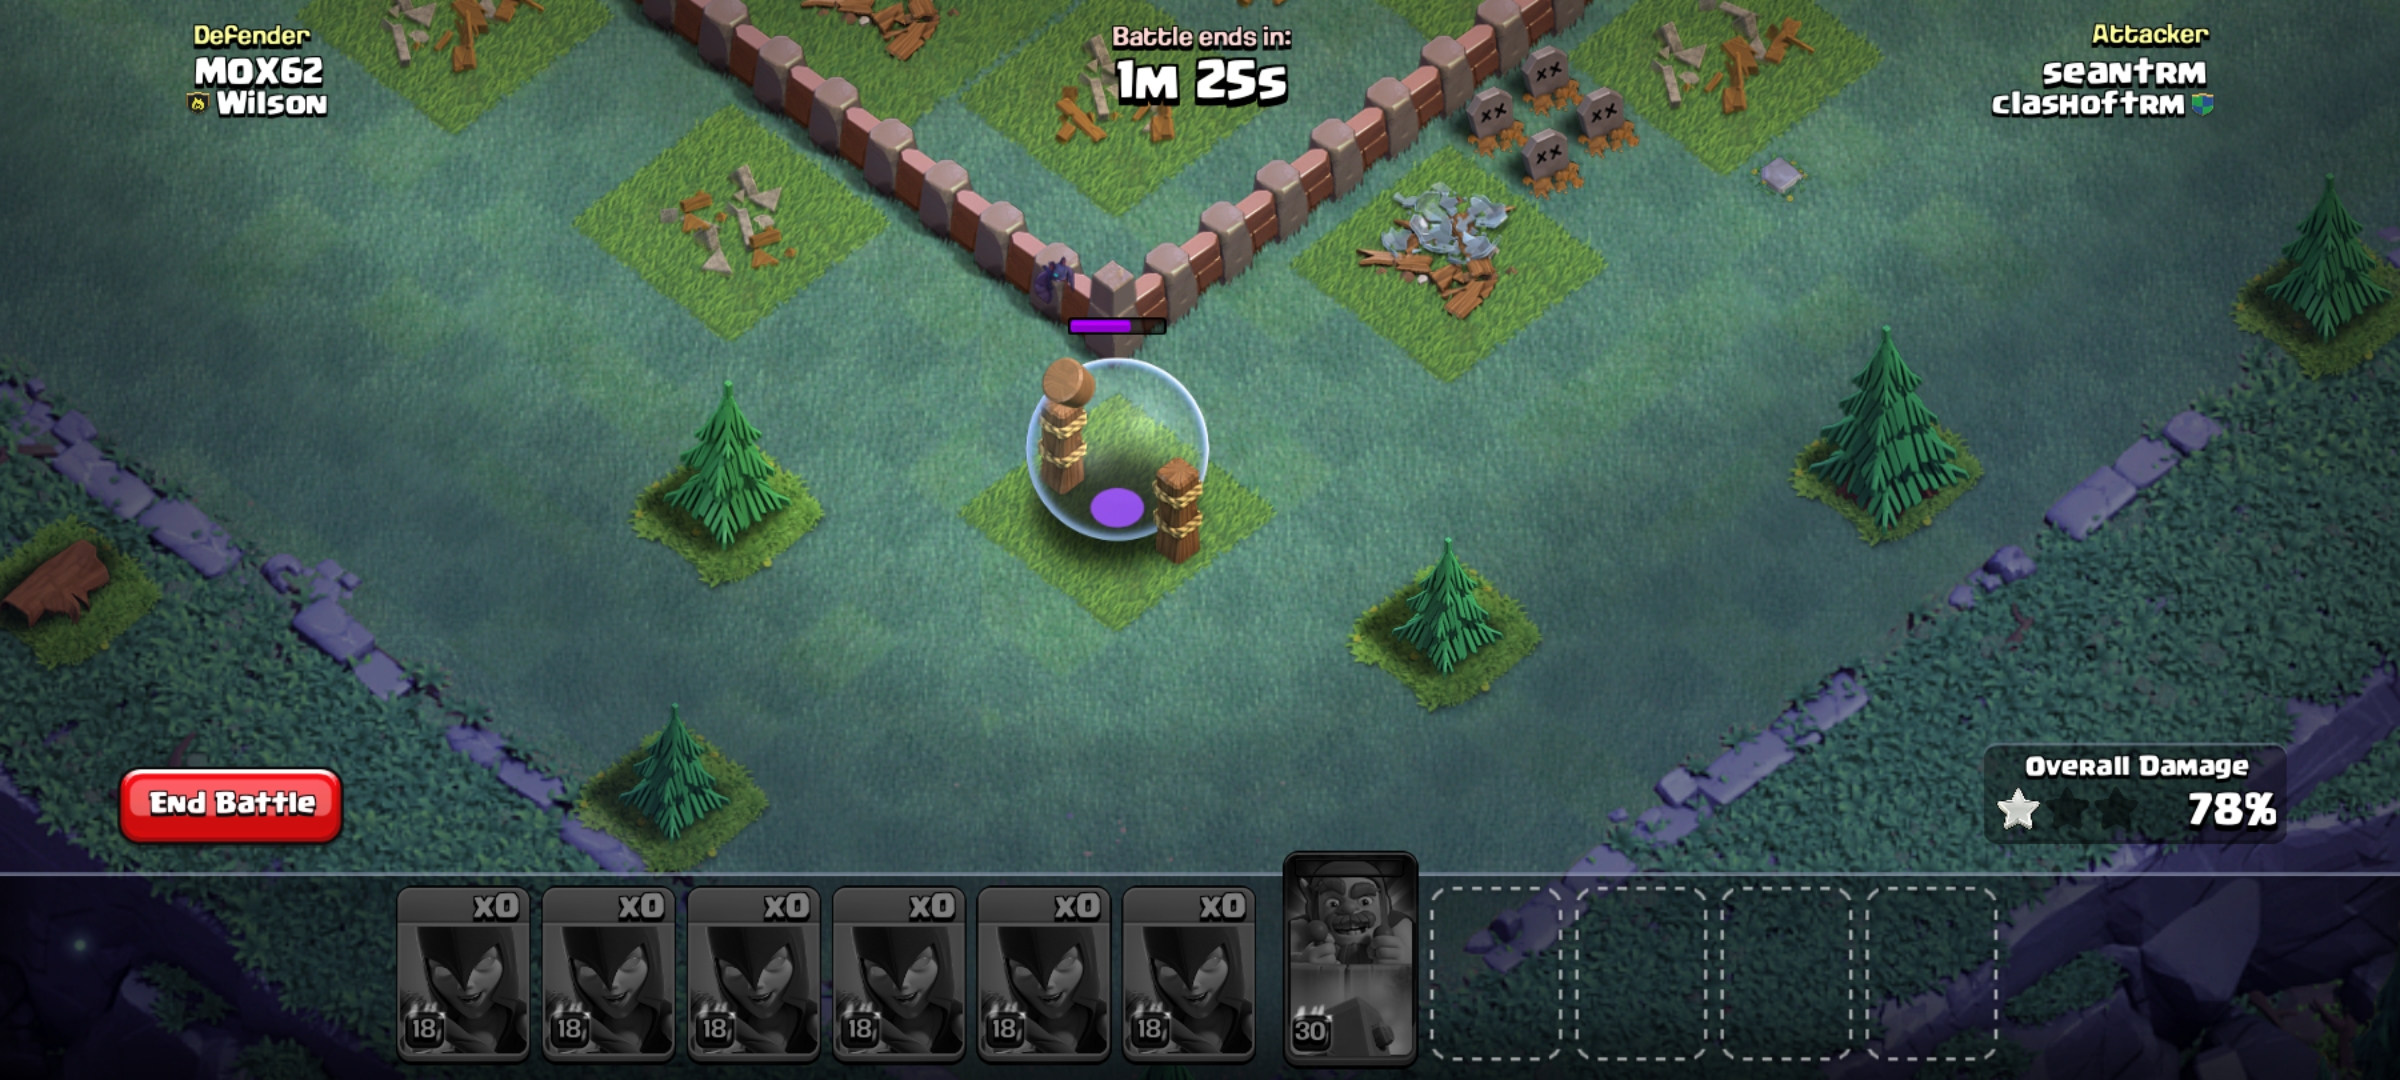 Defender
MOX62
Wilson
Battle ends in:
1M 25s
Attacker
seantRM
clashoftRM
End Battle
Overall Damage
78%
x0 x0 x0 x0 x0 x0
18 18 18 18 18 18 30